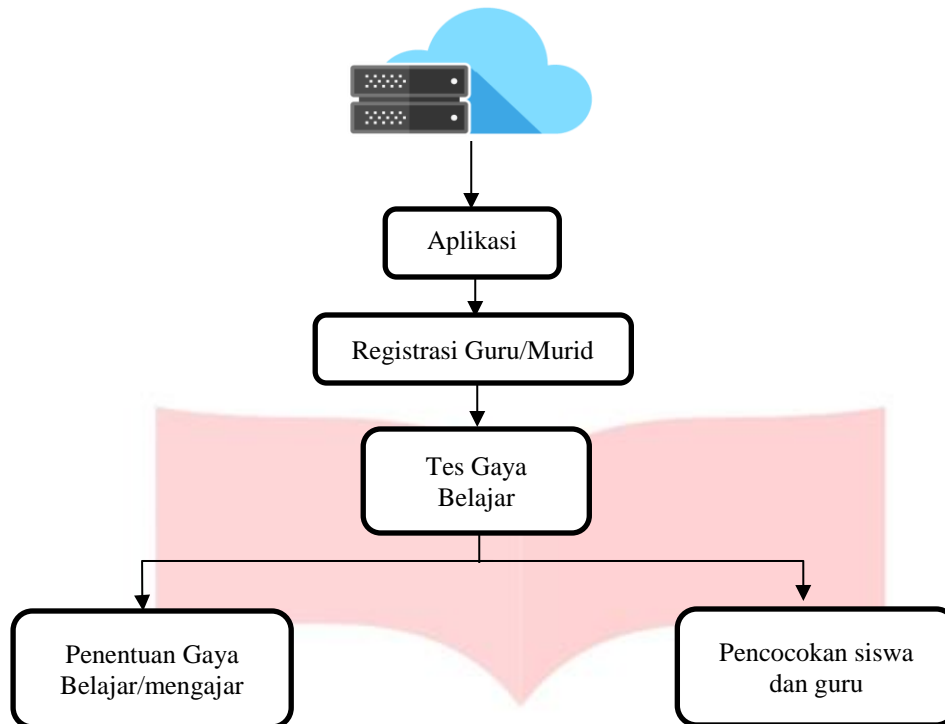 Aplikasi
Registrasi Guru/Murid
Tes Gaya
Belajar
Penentuan Gaya
Belajar/mengajar
Pencocokan siswa
dan guru